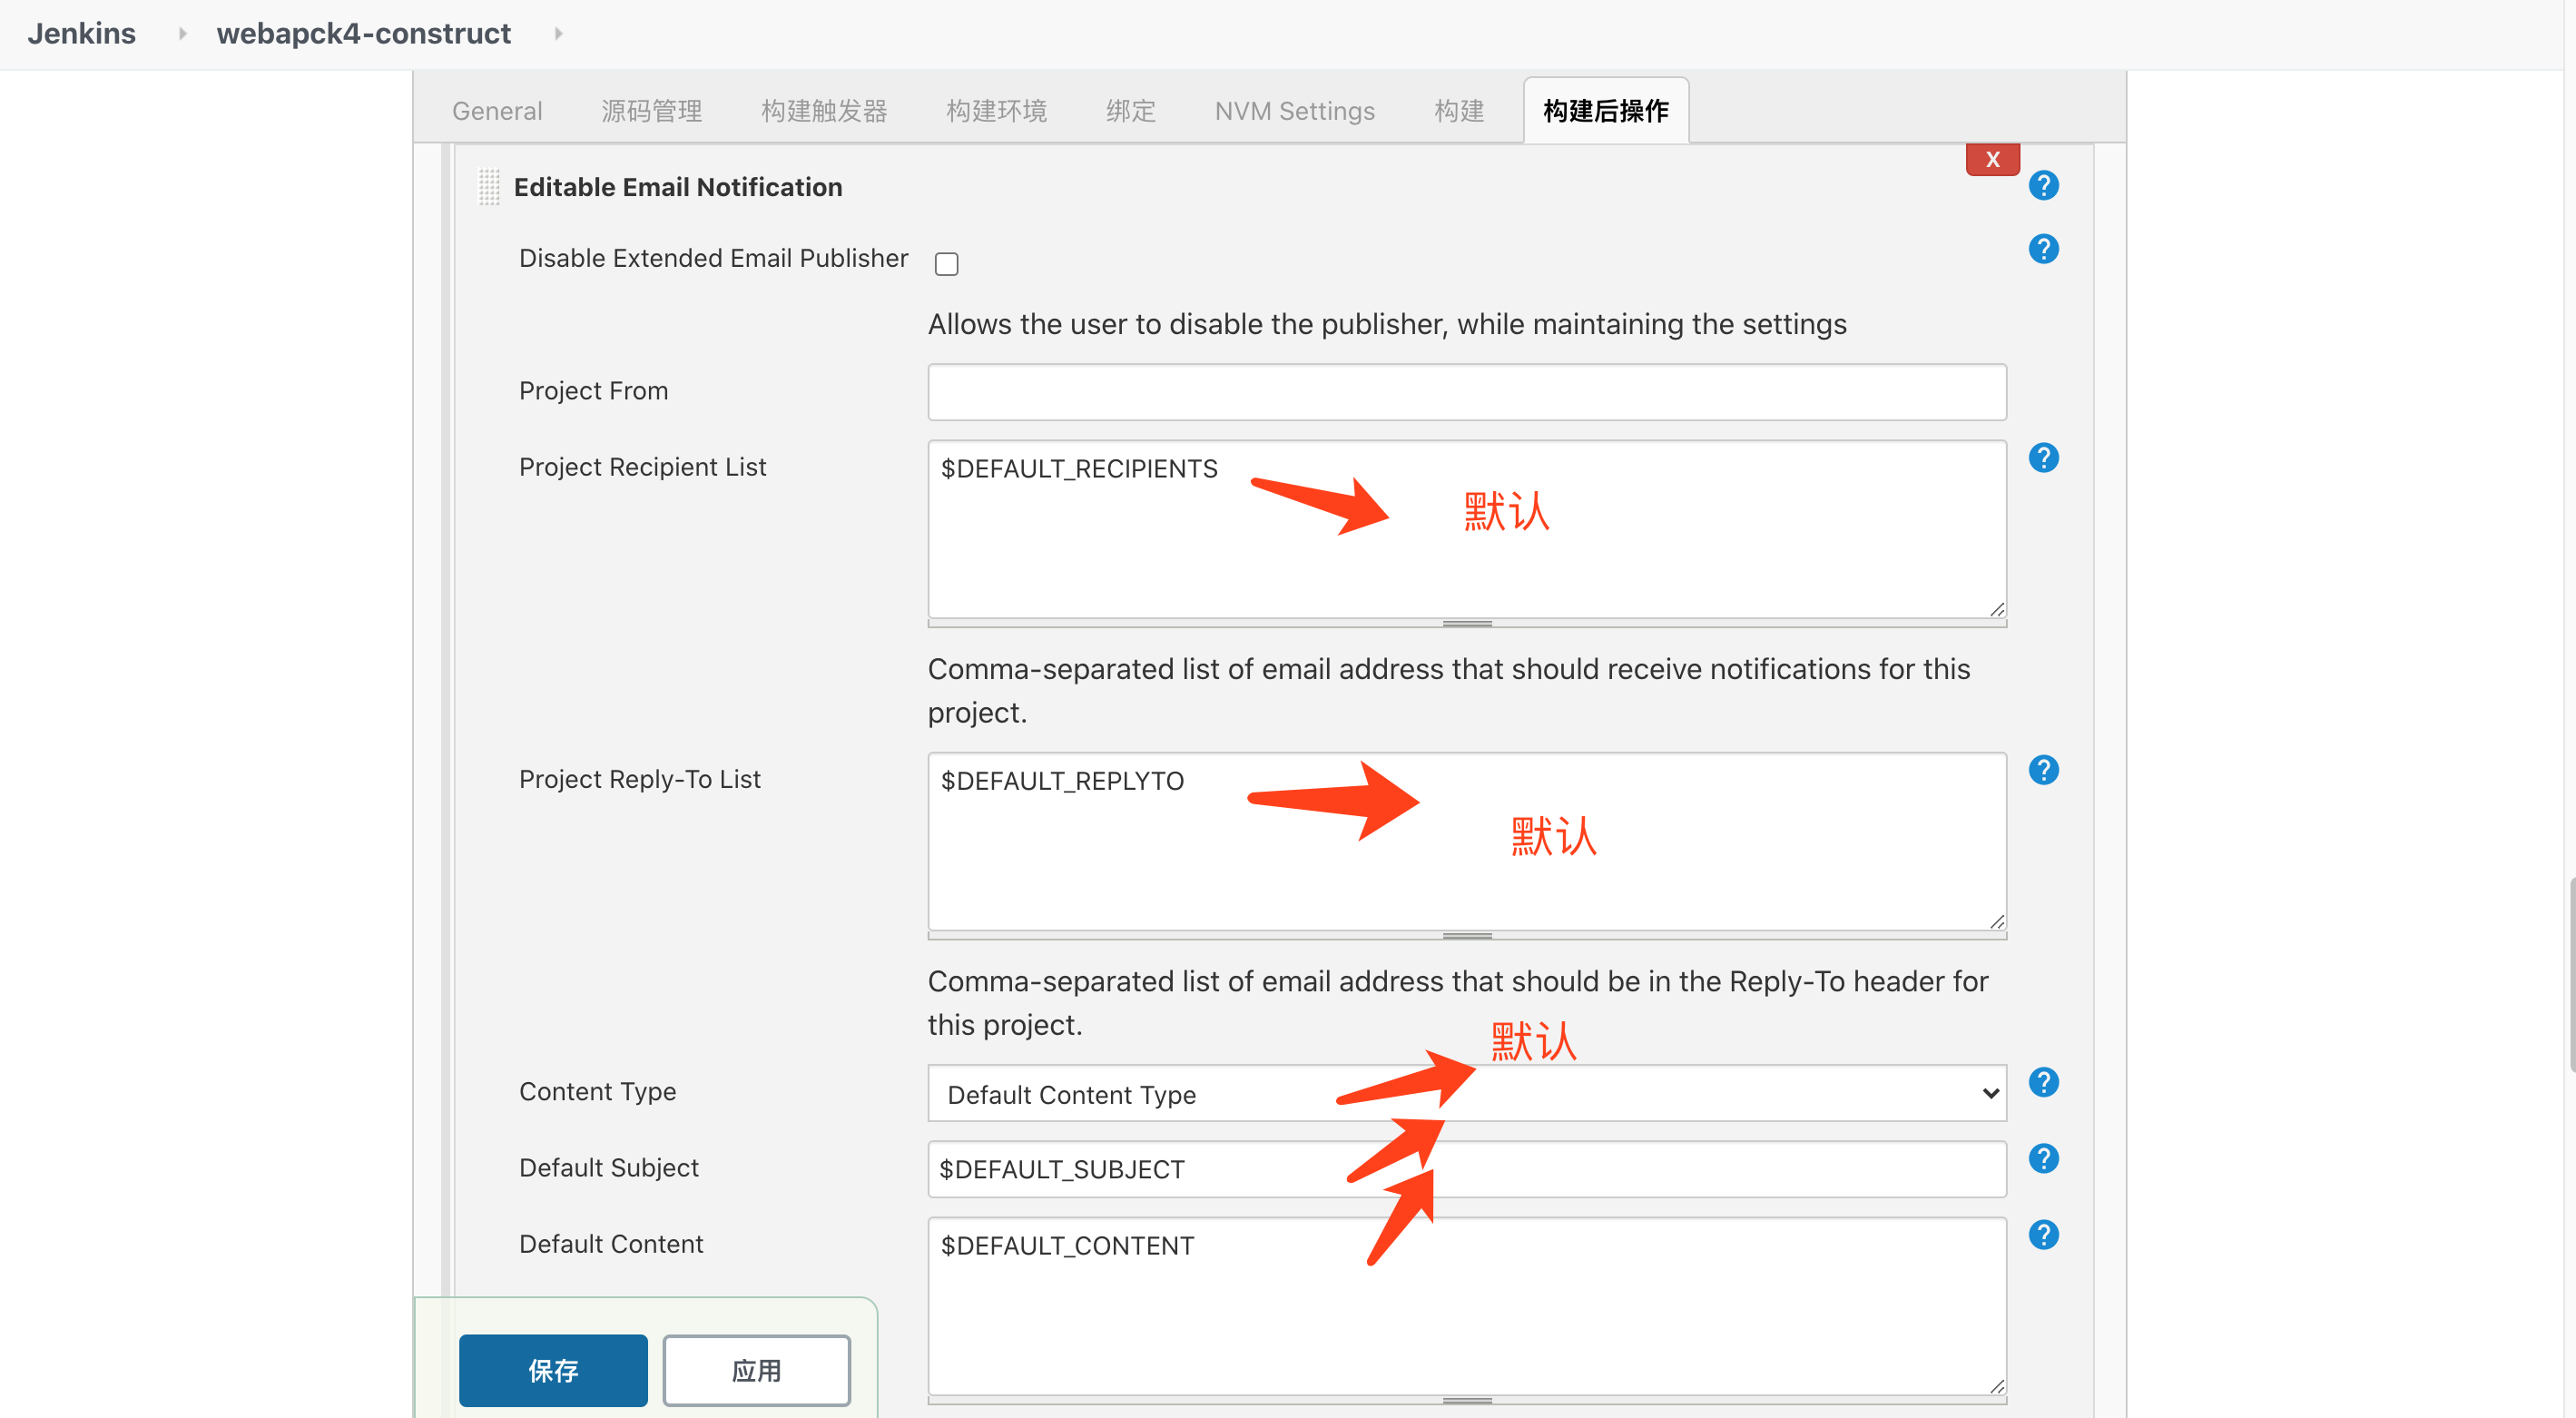 Jenkins webapck4-construct
General 源码管理 构建触发器 构建环境 绑定 NVM Settings 构建 构建后操作
X
Editable Email Notification
Disable Extended Email Publisher
Allows the user to disable the publisher, while maintaining the settings
Project From
Project Recipient List $DEFAULT_RECIPIENTS
默认
Comma-separated list of email address that should receive notifications for this
project.
Project Reply-To List $DEFAULT_REPLYTO
默认
Comma-separated list of email address that should be in the Reply-To header for
this project.
默认
Content Type Default Content Type
Default Subject $DEFAULT_SUBJECT
Default Content $DEFAULT_CONTENT
保存 应用